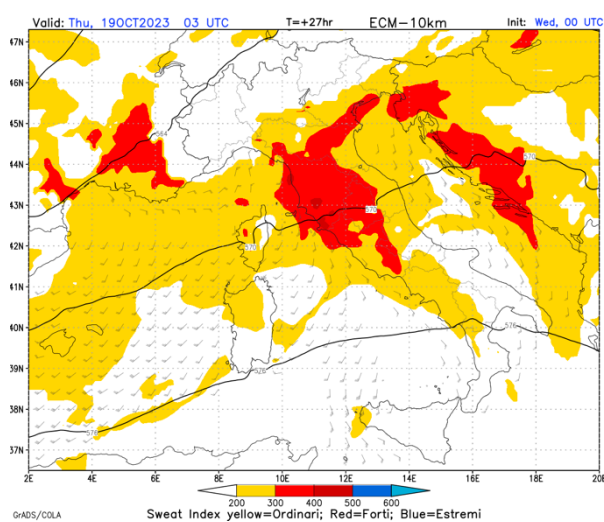 Valid: Thu, 19OCT2023 03 UTC T=+27hr ECM-10km Init: Wed, 00 UTC
47N
46N
45N
44N
43N
42N
41N
40N
39N
38N
37N
564
570
570
570
576
576
576
2E 4E 6E 8E 10E 12E 14E 16E 18E 20E
200 300 400 500 600
GrADS/COLA Sweat Index yellow=Ordinari; Red=Forti; Blue=Estremi